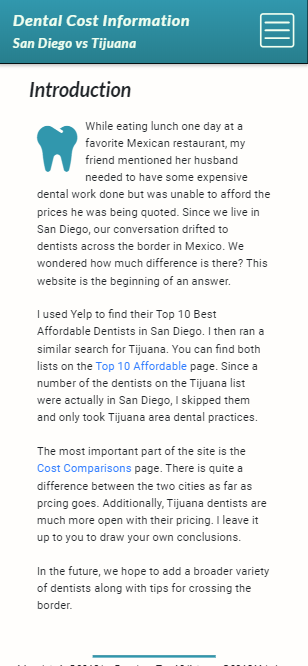 Dental Cost Information
San Diego vs Tijuana
Introduction
While eating lunch one day at a
favorite Mexican restaurant, my
friend mentioned her husband
needed to have some expensive
dental work done but was unable to afford the
prices he was being quoted. Since we live in
San Diego, our conversation drifted to
dentists across the border in Mexico. We
wondered how much difference is there? This
website is the beginning of an answer.
I used Yelp to find their Top 10 Best
Affordable Dentists in San Diego. I then ran a
similar search for Tijuana. You can find both
lists on the Top 10 Affordable page. Since a
number of the dentists on the Tijuana list
were actually in San Diego, I skipped them
and only took Tijuana area dental practices.
The most important part of the site is the
Cost Comparisons page. There is quite a
difference between the two cities as far as
prcing goes. Additionally, Tijuana dentists are
much more open with their pricing. I leave it
up to you to draw your own conclusions.
In the future, we hope to add a broader variety
of dentists along with tips for crossing the
border.